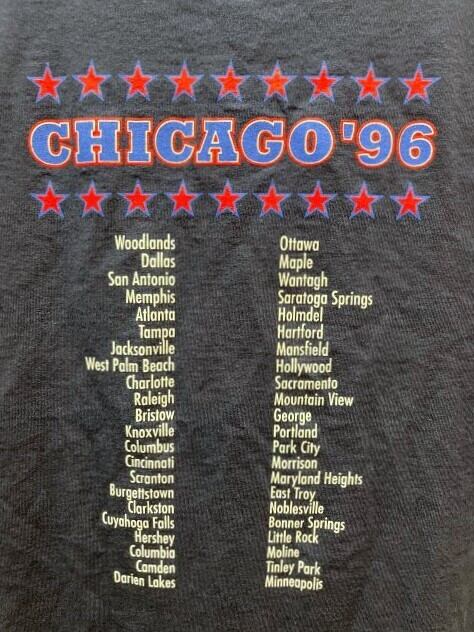 CHICAGO '96
Woodlands
Dallas
San Antonio
Memphis
Atlanta
Tampa
Jacksonville
West Palm Beach
Charlotte
Raleigh
Bristow
Knoxville
Columbus
Cincinnati
Scranton
Burgettstown
Clarkston
Cuyahoga Falls
Hershey
Columbia
Camden
Darien Lakes
Ottawa
Maple
Wantagh
Saratoga Springs
Holmdel
Hartford
Mansfield
Hollywood
Sacramento
Mountain View
George
Portland
Park City
Morrison
Maryland Heights
East Troy
Noblesville
Bonner Springs
Little Rock
Moline
Tinley Park
Minneapolis